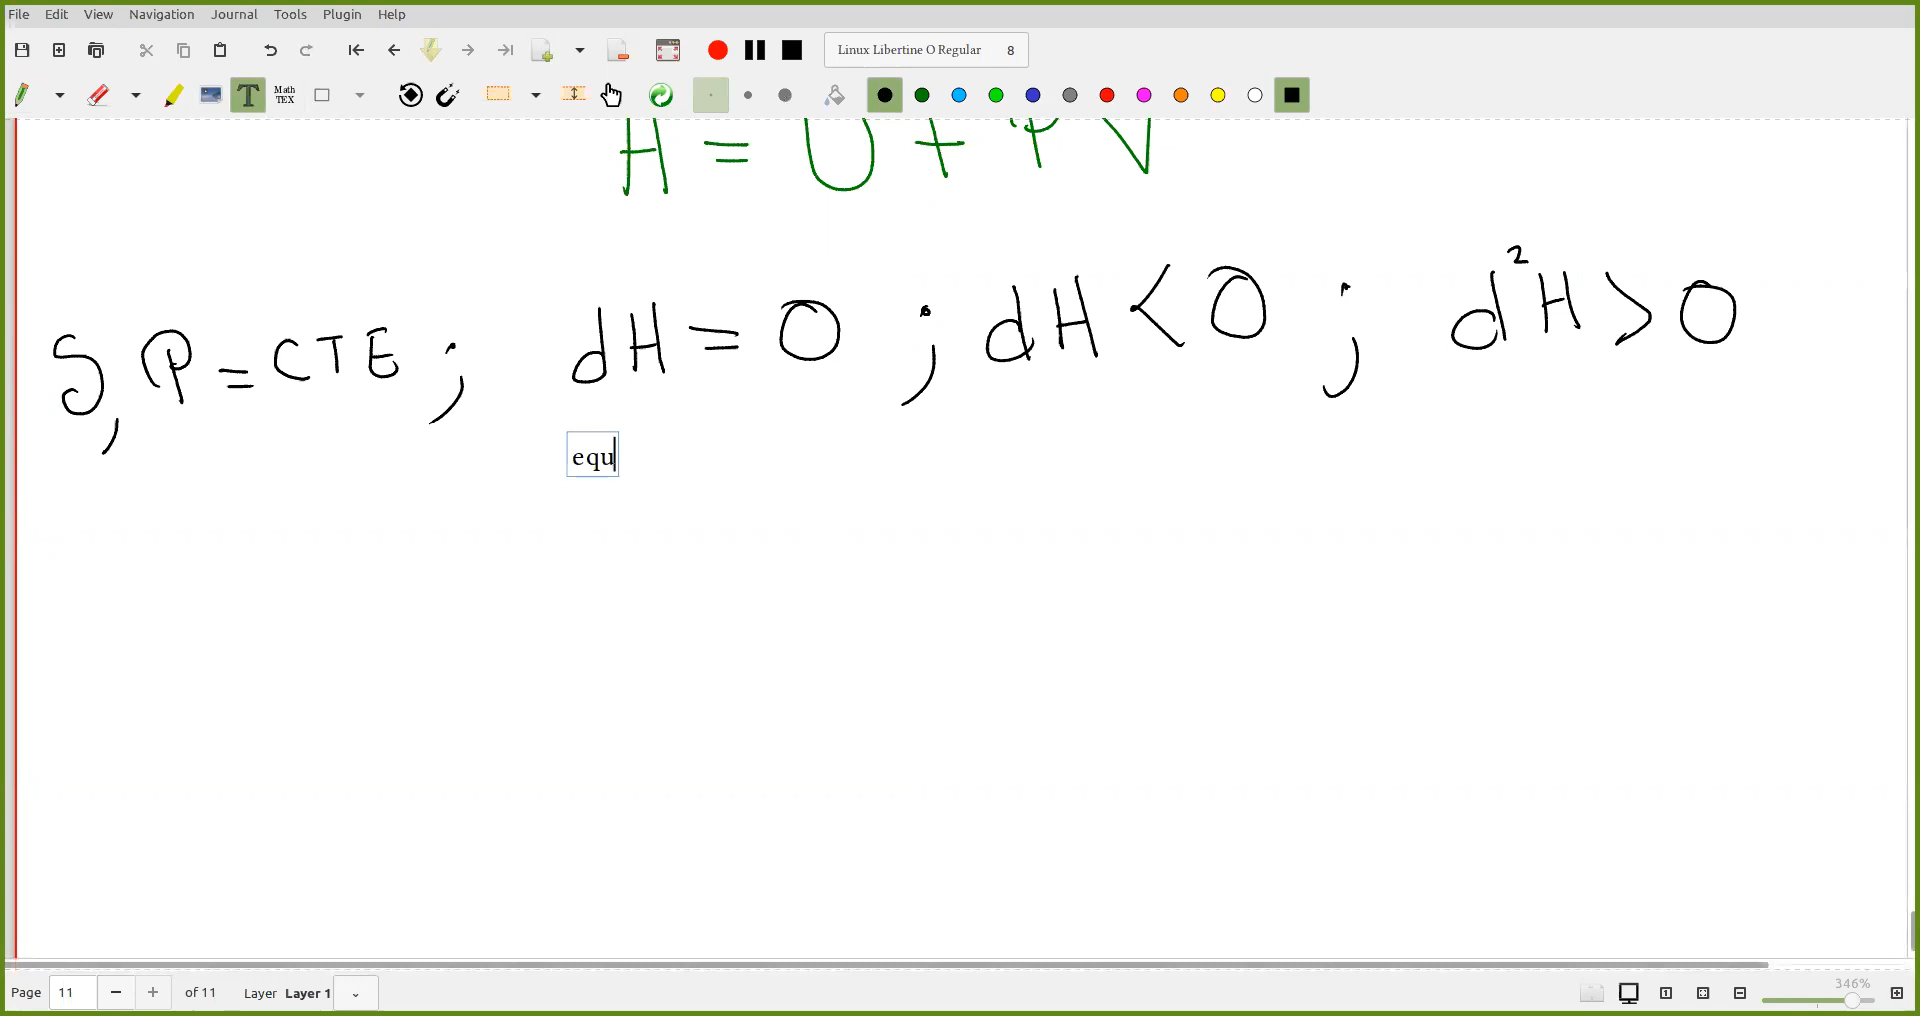 File Edit View Navigation Journal Tools Plugin Help
Linux Libertine O Regular 8
T Math TEX
H = U + P V
S, P = CTE ; dH = 0 ; dH < 0 ; d²H > 0
equ
Page 11 of 11 Layer Layer 1 346%